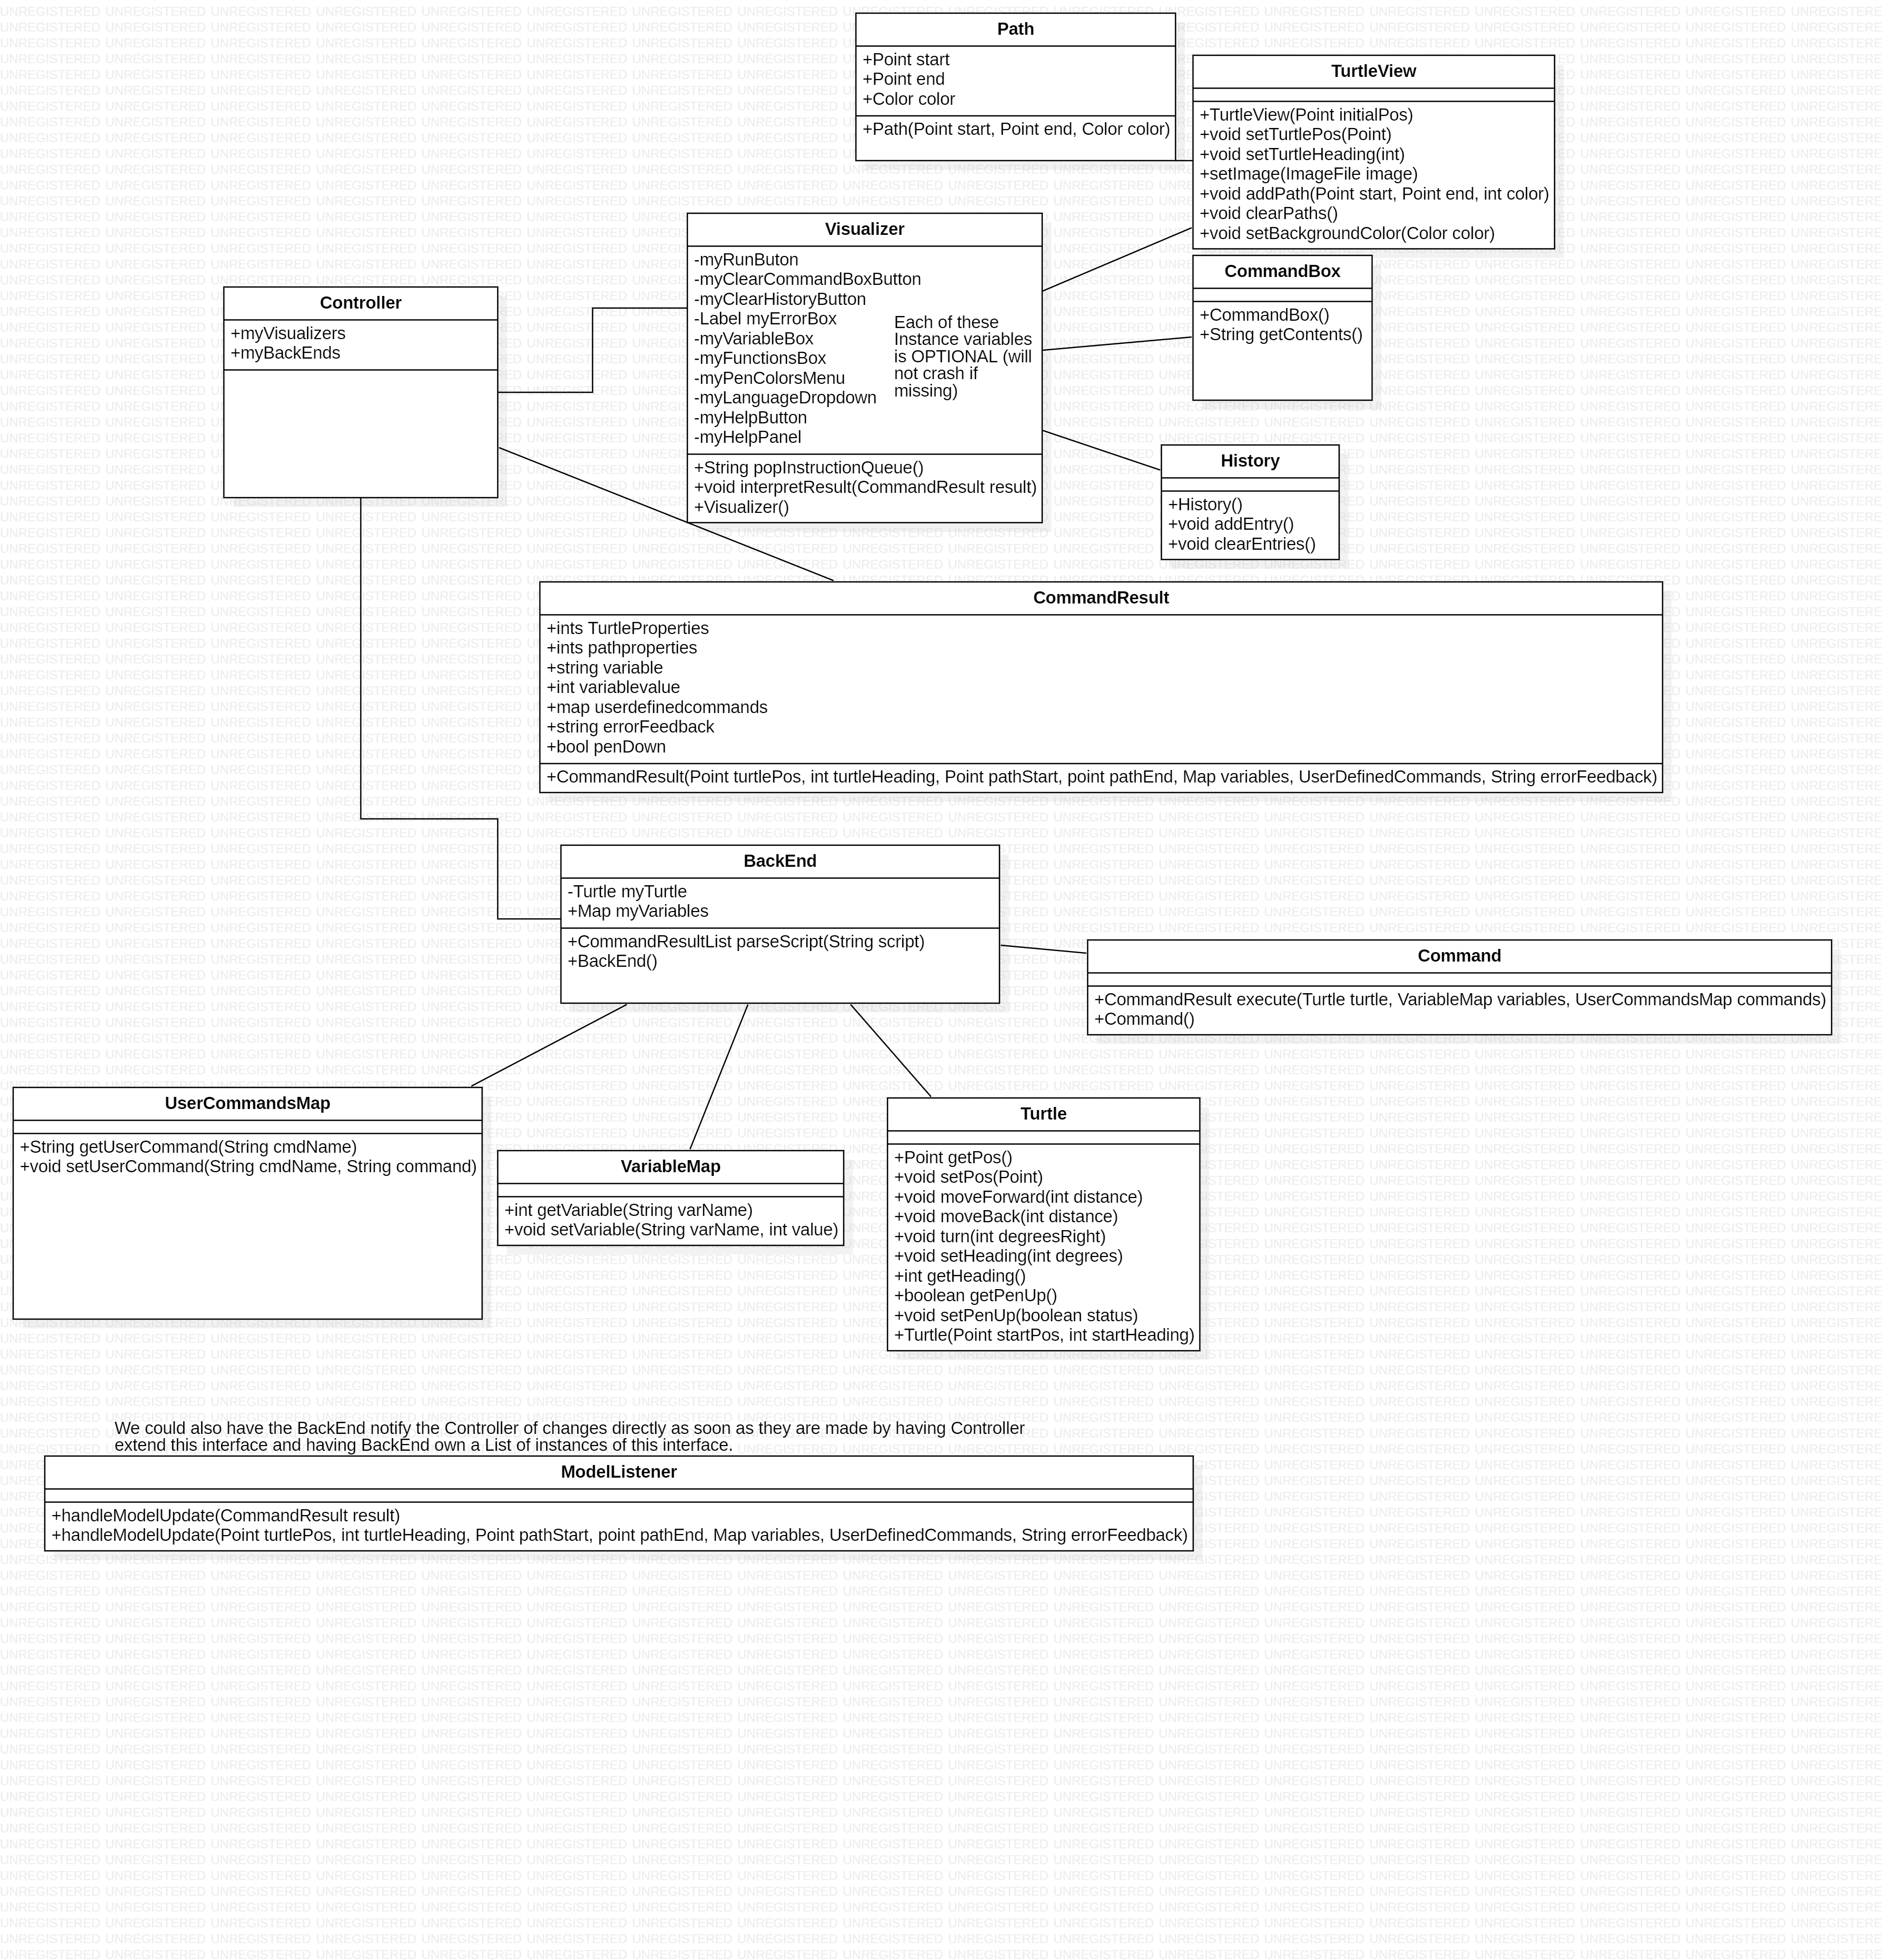 Path
+Point start
+Point end
+Color color
+Path(Point start, Point end, Color color)
TurtleView
+TurtleView(Point initialPos)
+void setTurtlePos(Point)
+void setTurtleHeading(int)
+setImage(ImageFile image)
+void addPath(Point start, Point end, int color)
+void clearPaths()
+void setBackgroundColor(Color color)
Visualizer
-myRunButon
-myClearCommandBoxButton
-myClearHistoryButton
-Label myErrorBox
-myVariableBox
-myFunctionsBox
-myPenColorsMenu
-myLanguageDropdown
-myHelpButton
-myHelpPanel
Each of these
Instance variables
is OPTIONAL (will
not crash if
missing)
+String popInstructionQueue()
+void interpretResult(CommandResult result)
+Visualizer()
CommandBox
+CommandBox()
+String getContents()
Controller
+myVisualizers
+myBackEnds
History
+History()
+void addEntry()
+void clearEntries()
CommandResult
+ints TurtleProperties
+ints pathproperties
+string variable
+int variablevalue
+map userdefinedcommands
+string errorFeedback
+bool penDown
+CommandResult(Point turtlePos, int turtleHeading, Point pathStart, point pathEnd, Map variables, UserDefinedCommands, String errorFeedback)
BackEnd
-Turtle myTurtle
+Map myVariables
+CommandResultList parseScript(String script)
+BackEnd()
Command
+CommandResult execute(Turtle turtle, VariableMap variables, UserCommandsMap commands)
+Command()
UserCommandsMap
+String getUserCommand(String cmdName)
+void setUserCommand(String cmdName, String command)
VariableMap
+int getVariable(String varName)
+void setVariable(String varName, int value)
Turtle
+Point getPos()
+void setPos(Point)
+void moveForward(int distance)
+void moveBack(int distance)
+void turn(int degreesRight)
+void setHeading(int degrees)
+int getHeading()
+boolean getPenUp()
+void setPenUp(boolean status)
+Turtle(Point startPos, int startHeading)
We could also have the BackEnd notify the Controller of changes directly as soon as they are made by having Controller
extend this interface and having BackEnd own a List of instances of this interface.
ModelListener
+handleModelUpdate(CommandResult result)
+handleModelUpdate(Point turtlePos, int turtleHeading, Point pathStart, point pathEnd, Map variables, UserDefinedCommands, String errorFeedback)